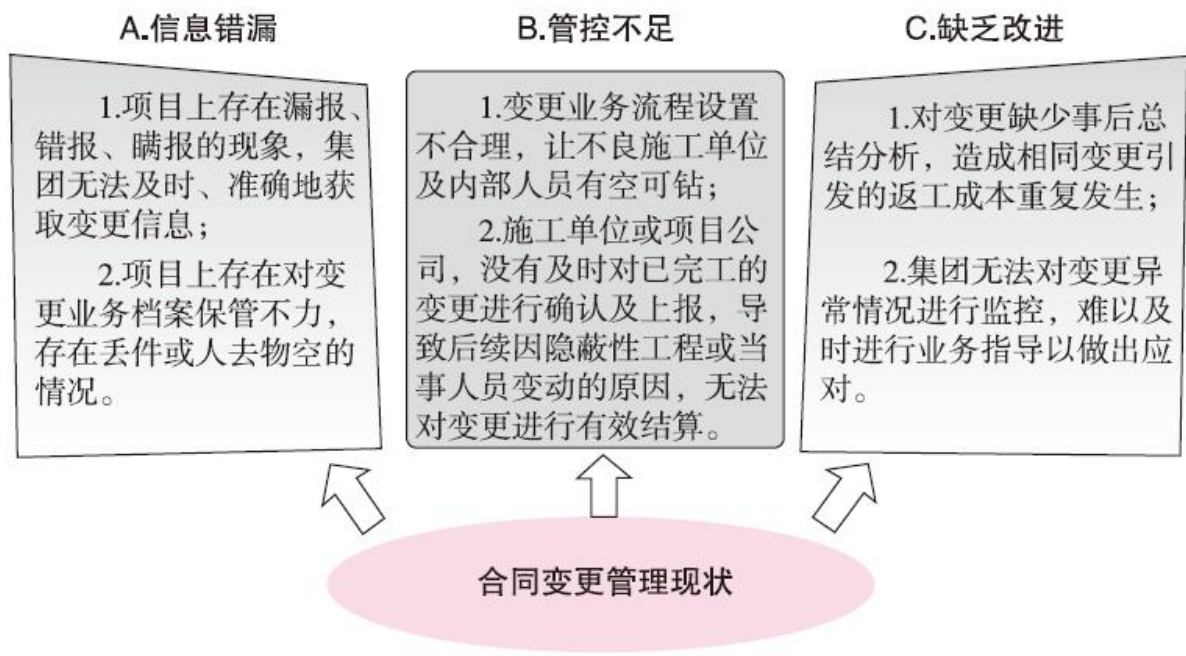 A.信息错漏
1.项目上存在漏报、
错报、瞒报的现象，集
团无法及时、准确地获
取变更信息；
2.项目上存在对变
更业务档案保管不力，
存在丢件或人去物空的
情况。
B.管控不足
1.变更业务流程设置
不合理，让不良施工单位
及内部人员有空可钻；
2.施工单位或项目公
司，没有及时对已完工的
变更进行确认及上报，导
致后续因隐蔽性工程或当
事人员变动的原因，无法
对变更进行有效结算。
C.缺乏改进
1.对变更缺少事后总
结分析，造成相同变更引
发的返工成本重复发生；
2.集团无法对变更异
常情况进行监控，难以及
时进行业务指导以做出应
对。
合同变更管理现状